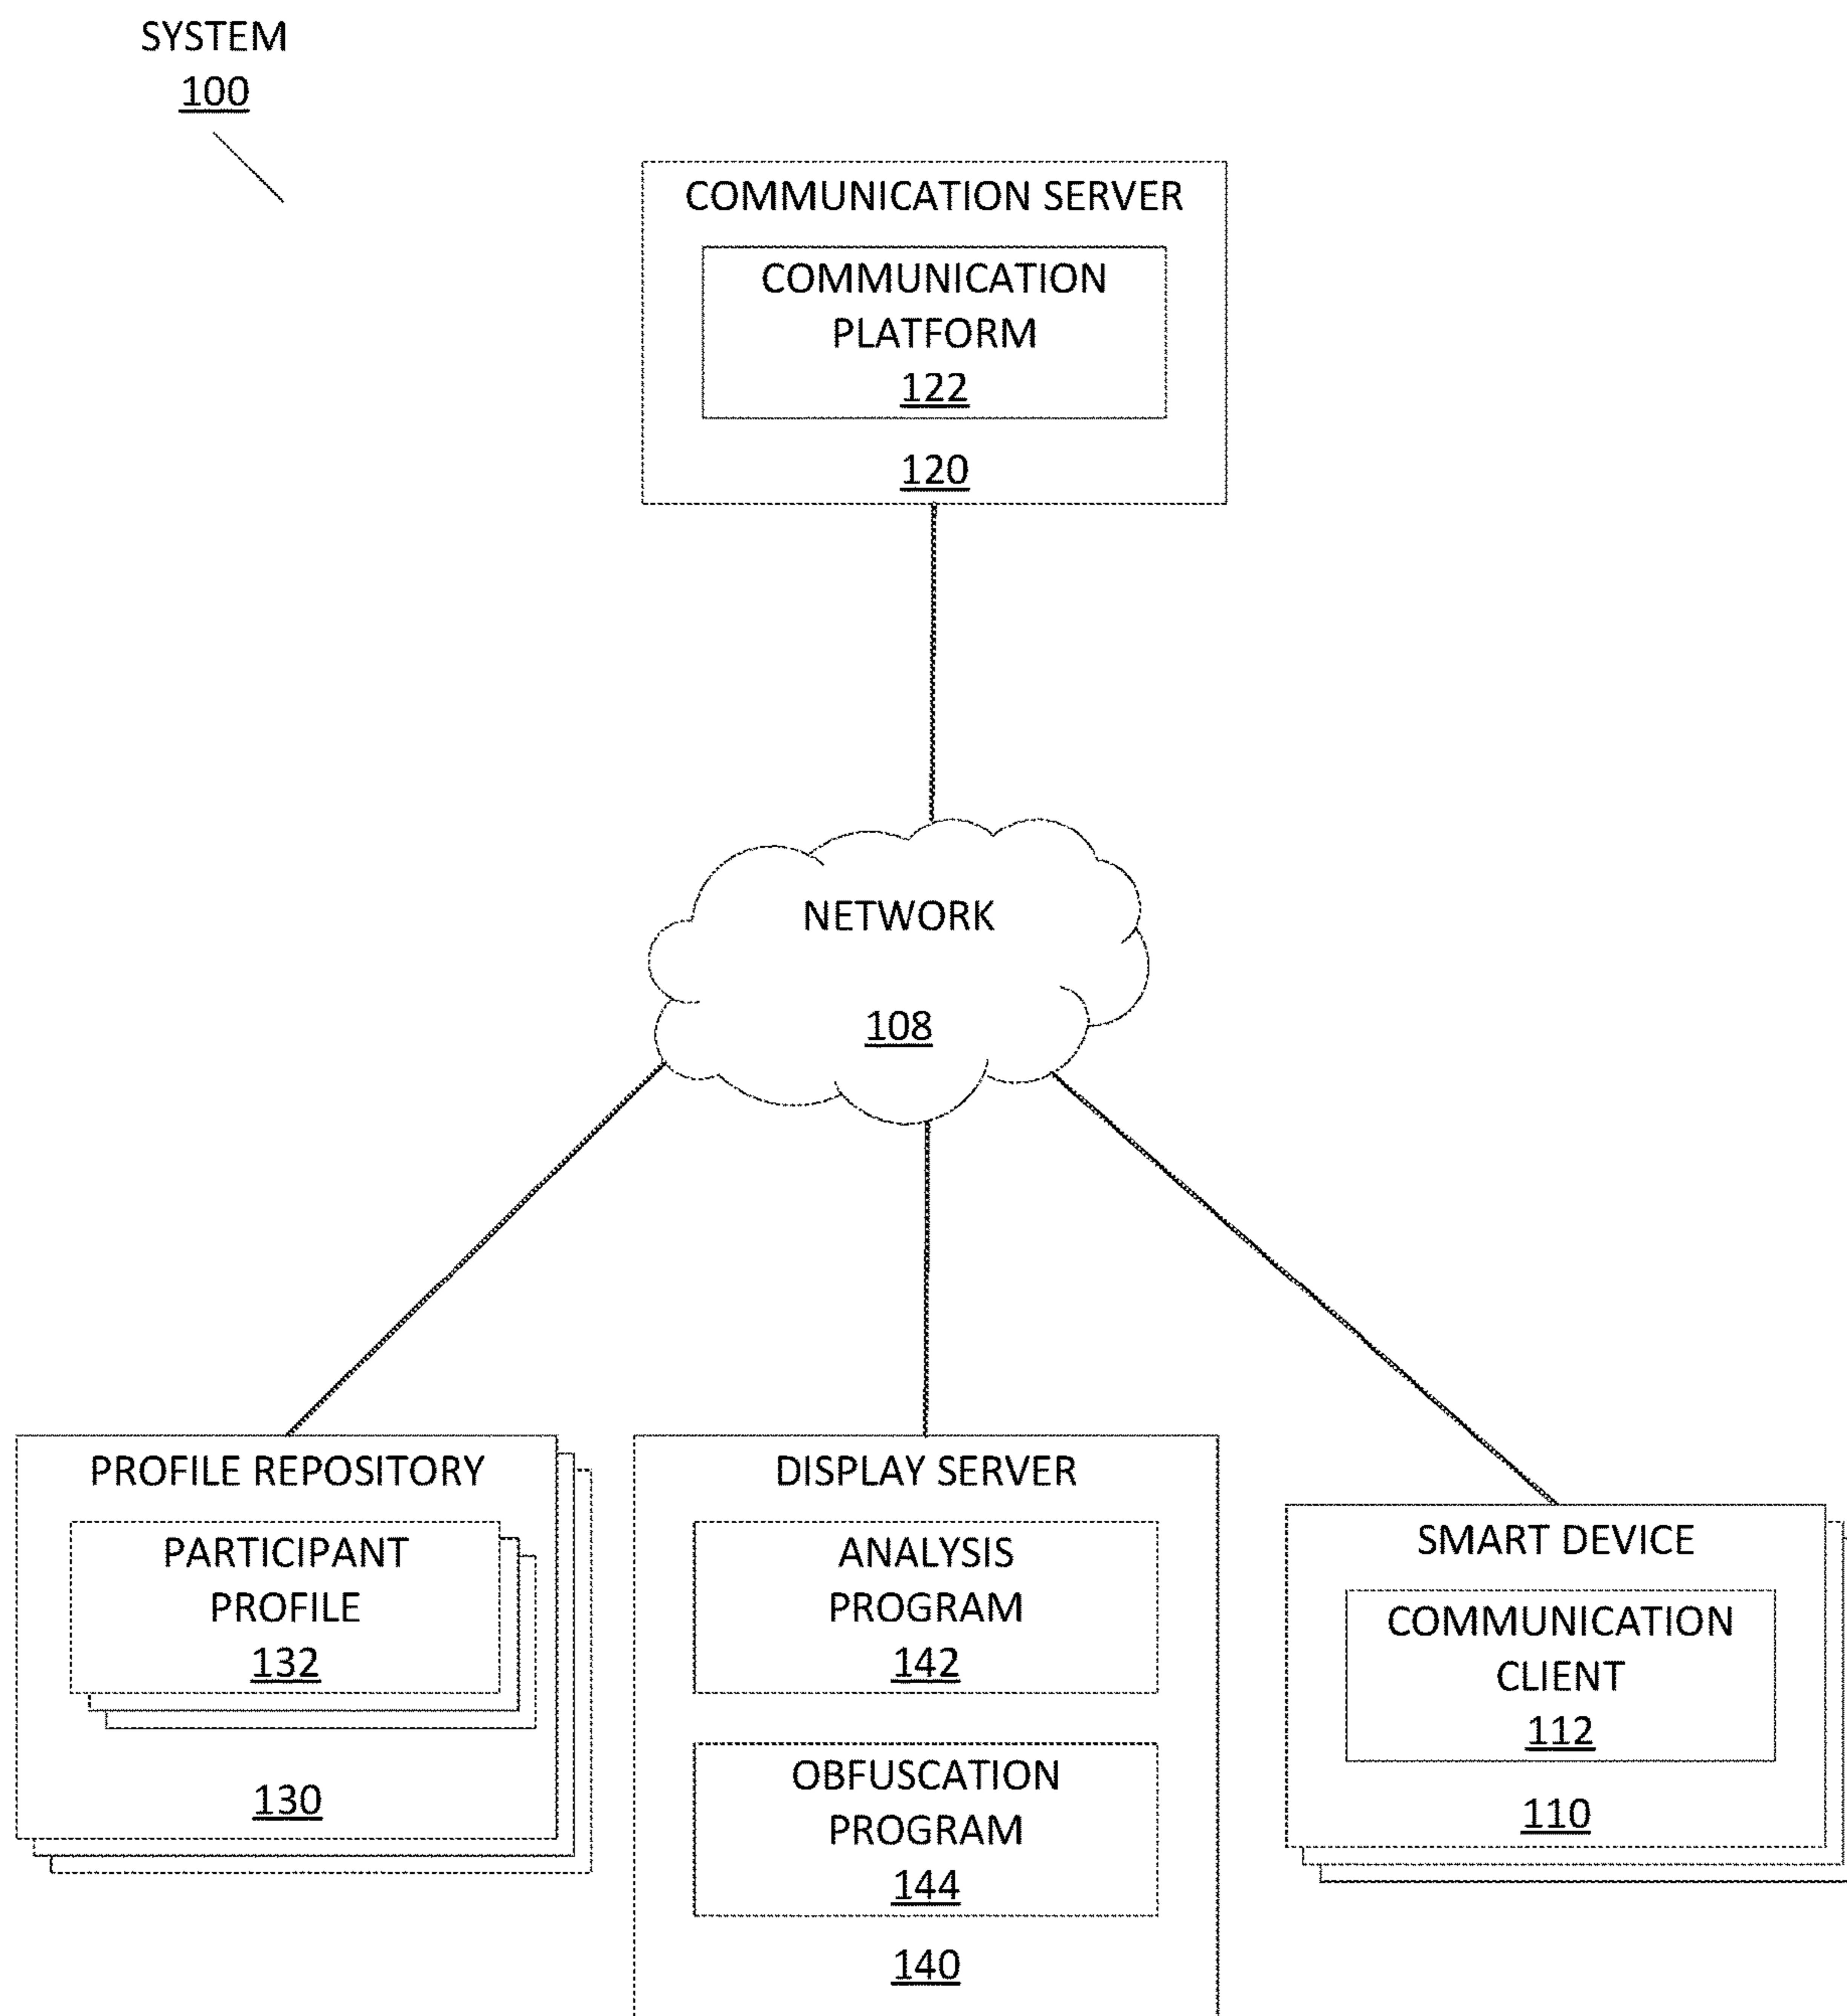 SYSTEM
100
COMMUNICATION SERVER
COMMUNICATION
PLATFORM
122
120
NETWORK
108
PROFILE REPOSITORY
PARTICIPANT
PROFILE
132
130
DISPLAY SERVER
ANALYSIS
PROGRAM
142
OBFUSCATION
PROGRAM
144
140
SMART DEVICE
COMMUNICATION
CLIENT
112
110